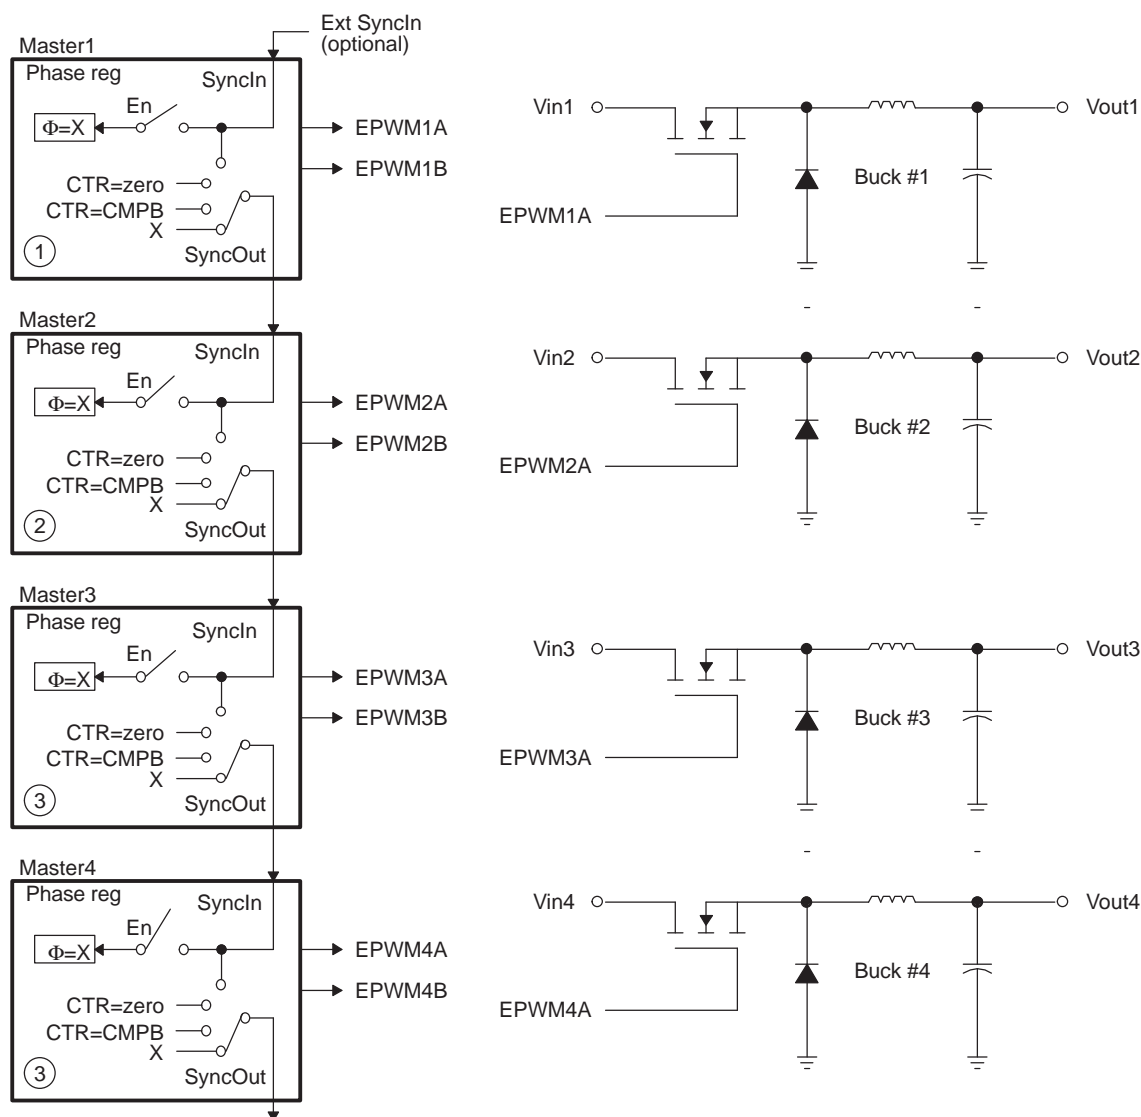 Ext SyncIn
(optional)
Master1
Phase reg
SyncIn
En
Φ=X
EPWM1A
EPWM1B
CTR=zero
CTR=CMPB
X
SyncOut
1
Vin1
Vout1
Buck #1
EPWM1A
Master2
Phase reg
SyncIn
En
Φ=X
EPWM2A
EPWM2B
CTR=zero
CTR=CMPB
X
SyncOut
2
Vin2
Vout2
Buck #2
EPWM2A
Master3
Phase reg
SyncIn
En
Φ=X
EPWM3A
EPWM3B
CTR=zero
CTR=CMPB
X
SyncOut
3
Vin3
Vout3
Buck #3
EPWM3A
Master4
Phase reg
SyncIn
En
Φ=X
EPWM4A
EPWM4B
CTR=zero
CTR=CMPB
X
SyncOut
3
Vin4
Vout4
Buck #4
EPWM4A